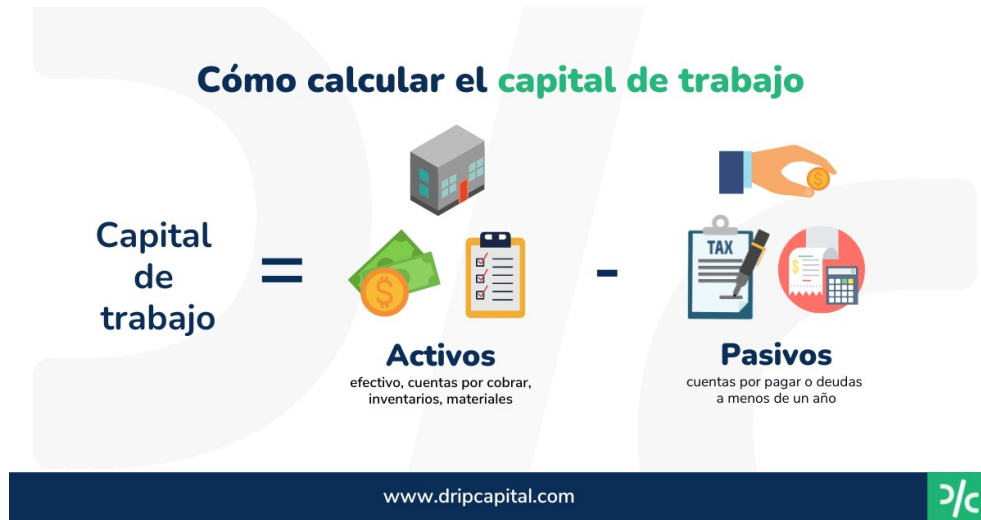 Cómo calcular el capital de trabajo
Capital
de
trabajo
=
-
TAX
Activos
efectivo, cuentas por cobrar,
inventarios, materiales
Pasivos
cuentas por pagar o deudas
a menos de un año
www.dripcapital.com